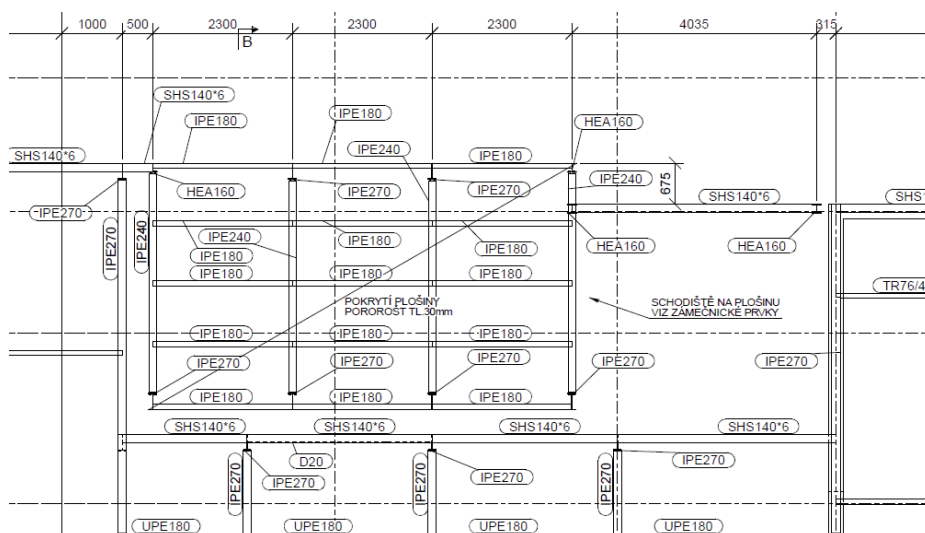 1000 500 2300 2300 2300 4035 315
B
SHS140*6
IPE180 IPE180 HEA160
SHS140*6 IPE240 IPE180
HEA160 IPE270 IPE270 IPE240 675 SHS140*6
IPE270
IPE270 IPE240 IPE240 IPE180 IPE180 HEA160 HEA160
IPE180
IPE180 IPE180 IPE180
TR76/4
POKRYTÍ PLOŠINY
POROROŠT TL.30mm
SCHODIŠTĚ NA PLOŠINU
VIZ ZÁMEČNICKÉ PRVKY
IPE180 IPE180 IPE180
IPE270 IPE270 IPE270 IPE270 IPE270
IPE180 IPE180 IPE180
SHS140*6 SHS140*6 SHS140*6 SHS140*6
D20
IPE270 IPE270 IPE270 IPE270 IPE270 IPE270
UPE180 UPE180 UPE180 UPE180